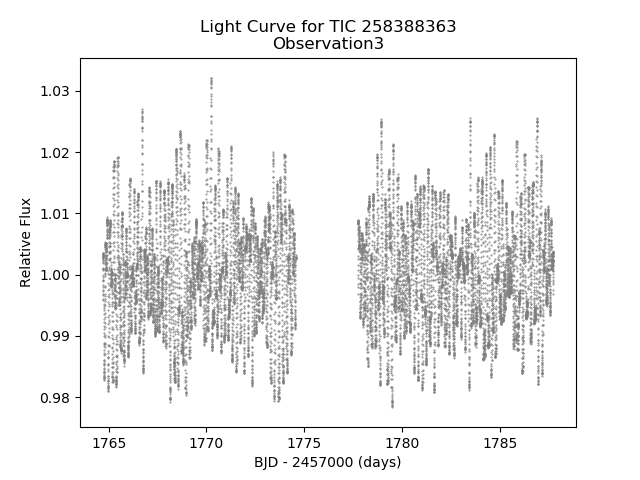 Light Curve for TIC 258388363
Observation3
1.03
1.02
1.01
1.00
0.99
0.98
Relative Flux
1765
1770
1775
1780
1785
BJD - 2457000 (days)